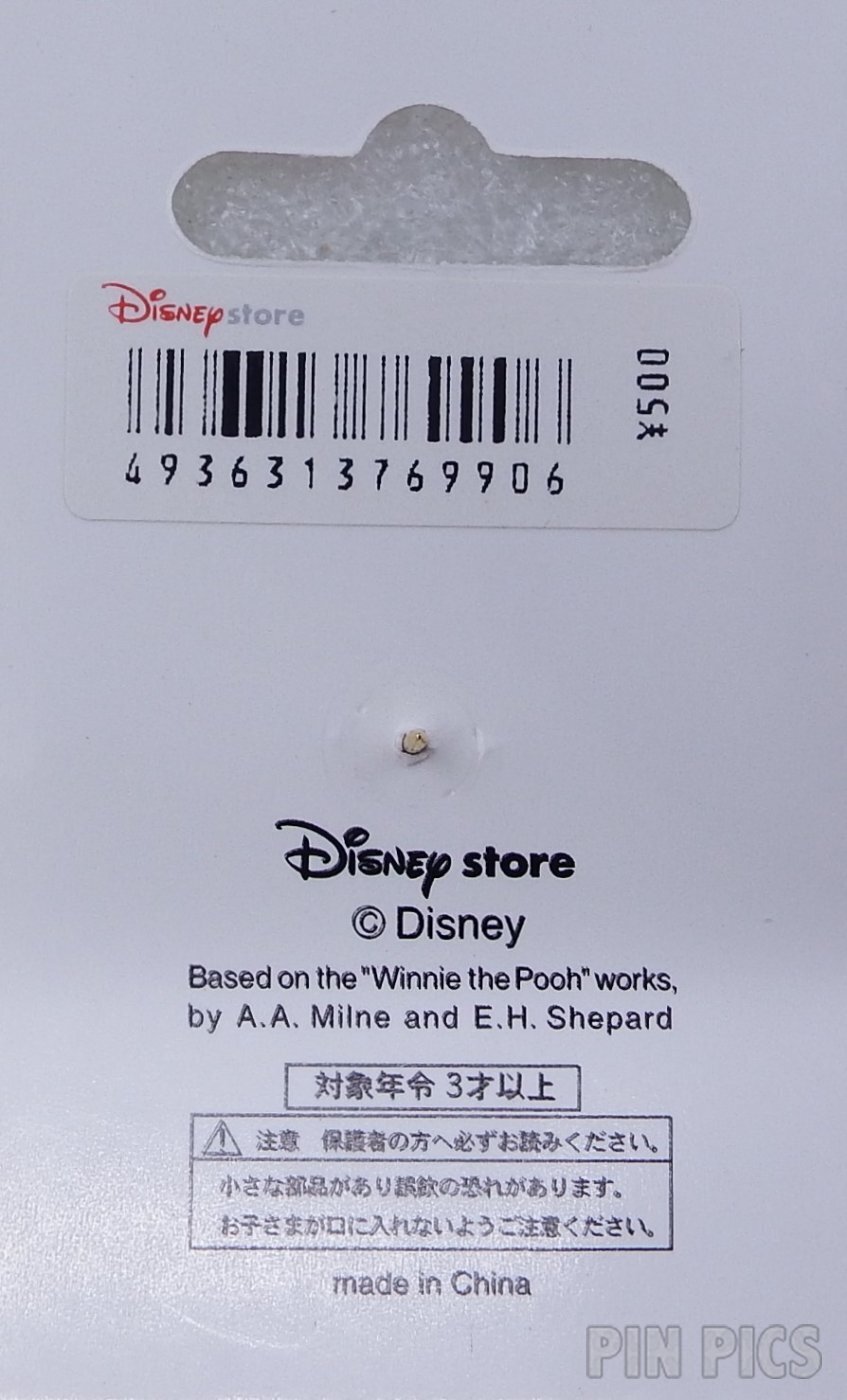 Disney store
¥500
4936313769906
Disney store
© Disney
Based on the "Winnie the Pooh" works,
by A.A. Milne and E.H. Shepard
対象年令 3才以上
注意 保護者の方へ必ずお読みください。
小さな部品があり誤飲の恐れがあります。
お子さまが口に入れないようご注意ください。
made in China
PIN PICS